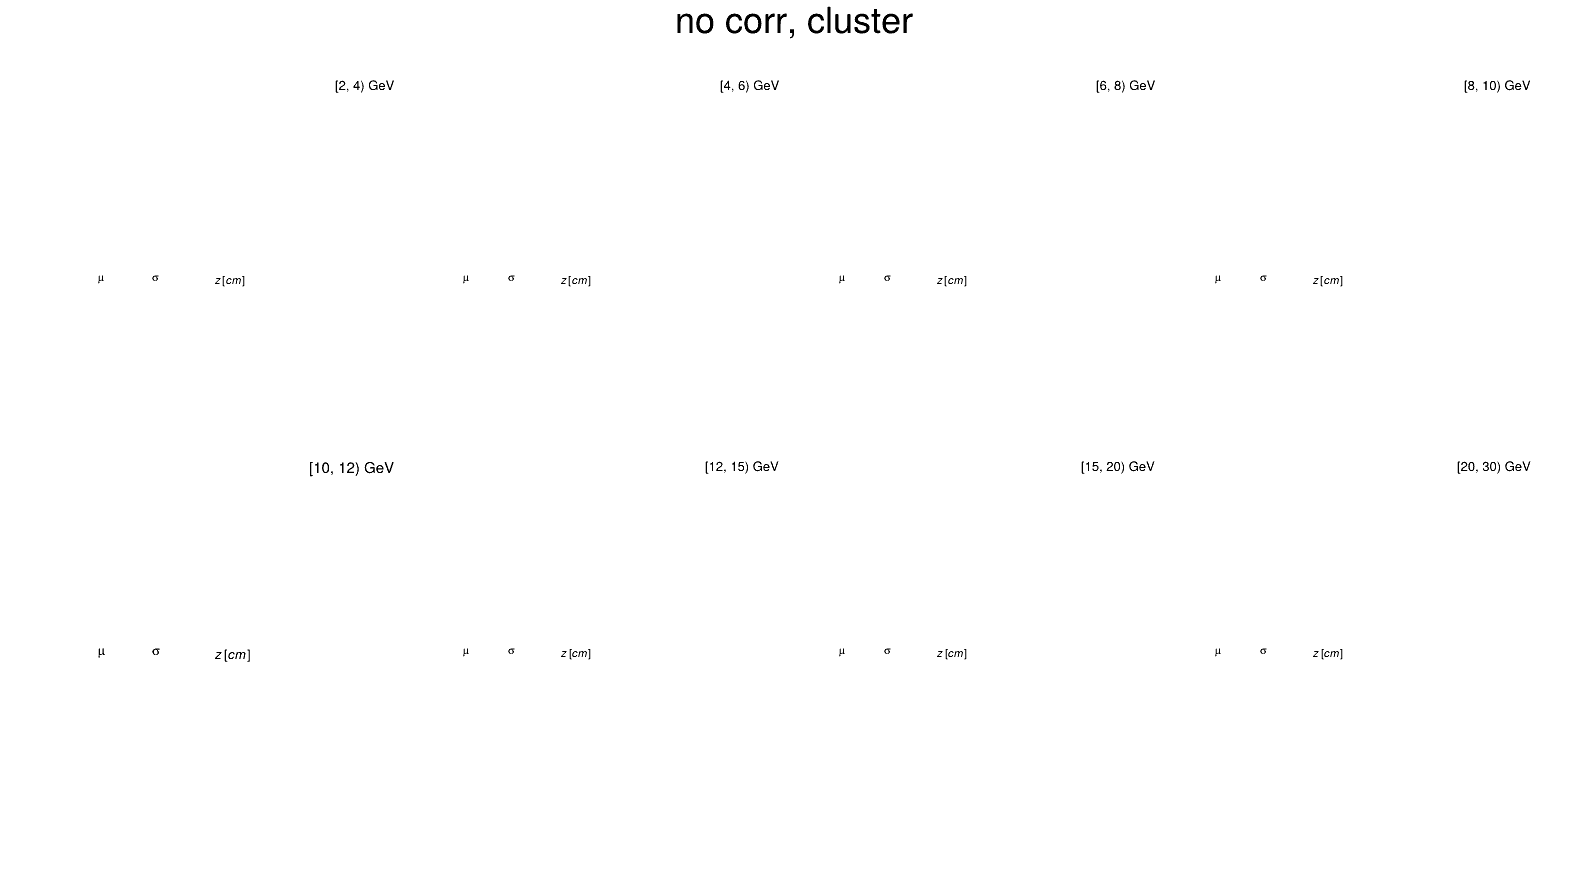 no corr, cluster
[2, 4) GeV [4, 6) GeV [6, 8) GeV [8, 10) GeV
μ σ z [cm] μ σ z [cm] μ σ z [cm] μ σ z [cm]
[10, 12) GeV [12, 15) GeV [15, 20) GeV [20, 30) GeV
μ σ z [cm] μ σ z [cm] μ σ z [cm] μ σ z [cm]